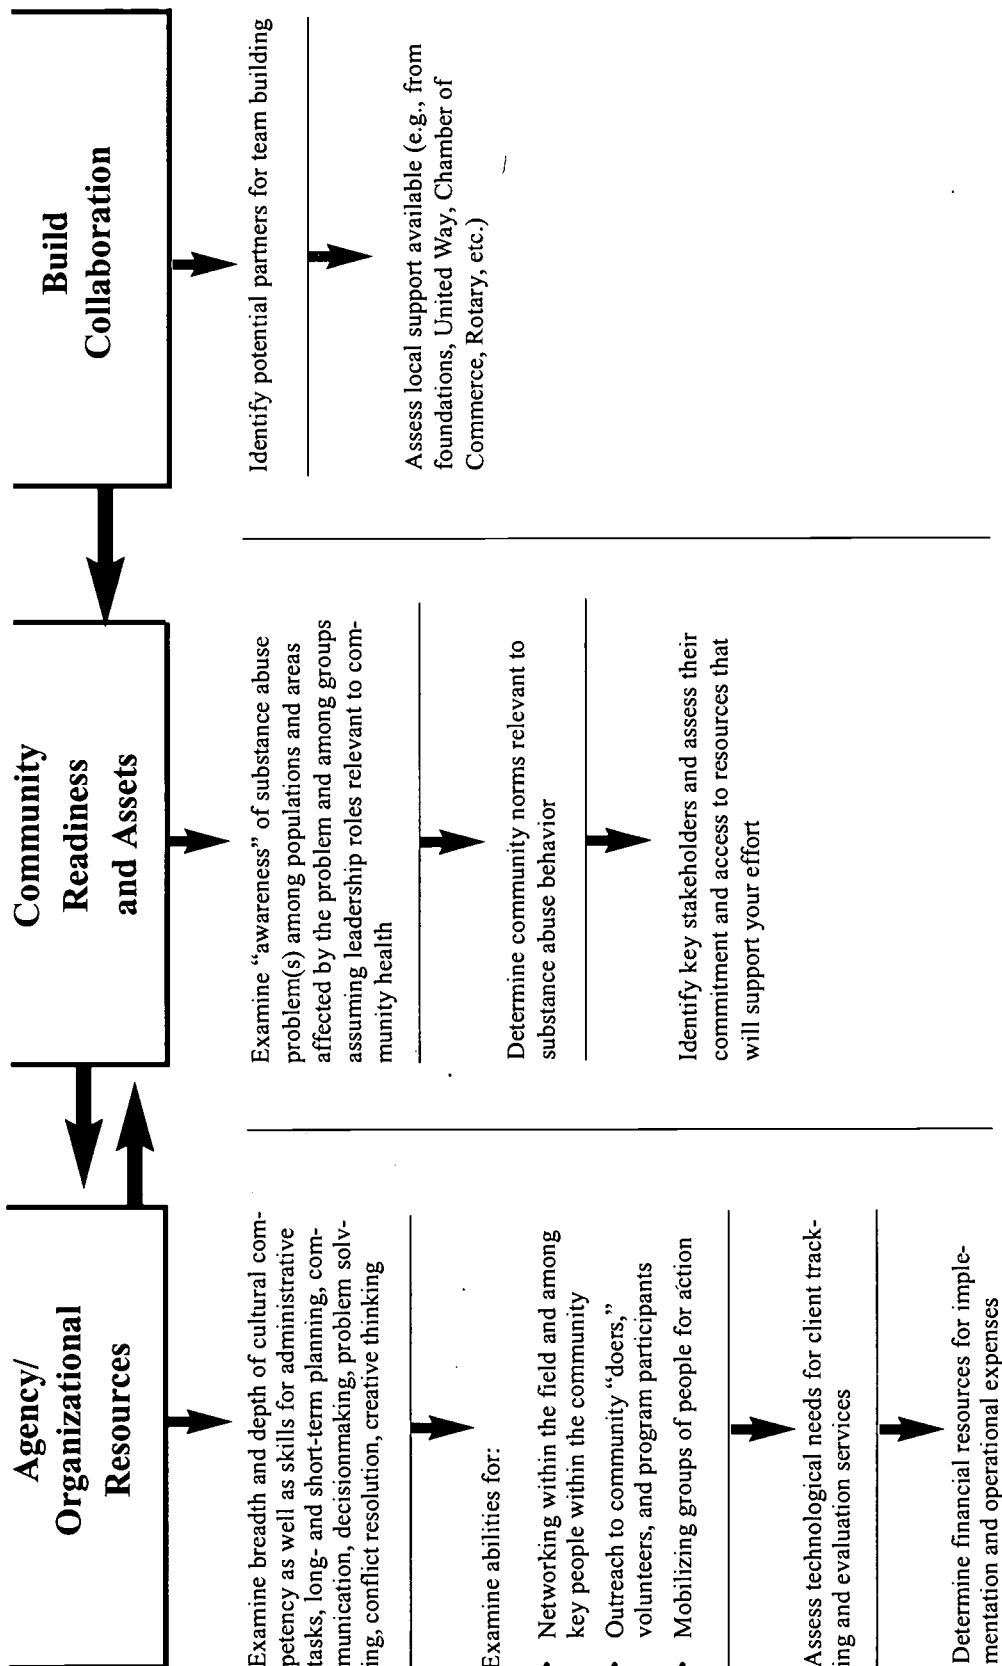 Agency/
Organizational
Resources
Examine breadth and depth of cultural com-
petency as well as skills for administrative
tasks, long- and short-term planning, com-
munication, decisionmaking, problem solv-
ing, conflict resolution, creative thinking
Examine abilities for:
• Networking within the field and among
key people within the community
• Outreach to community “doers,”
volunteers, and program participants
• Mobilizing groups of people for action
Assess technological needs for client track-
ing and evaluation services
Determine financial resources for imple-
mentation and operational expenses
Community
Readiness
and Assets
Examine “awareness” of substance abuse
problem(s) among populations and areas
affected by the problem and among groups
assuming leadership roles relevant to com-
munity health
Determine community norms relevant to
substance abuse behavior
Identify key stakeholders and assess their
commitment and access to resources that
will support your effort
Build
Collaboration
Identify potential partners for team building
Assess local support available (e.g., from
foundations, United Way, Chamber of
Commerce, Rotary, etc.)